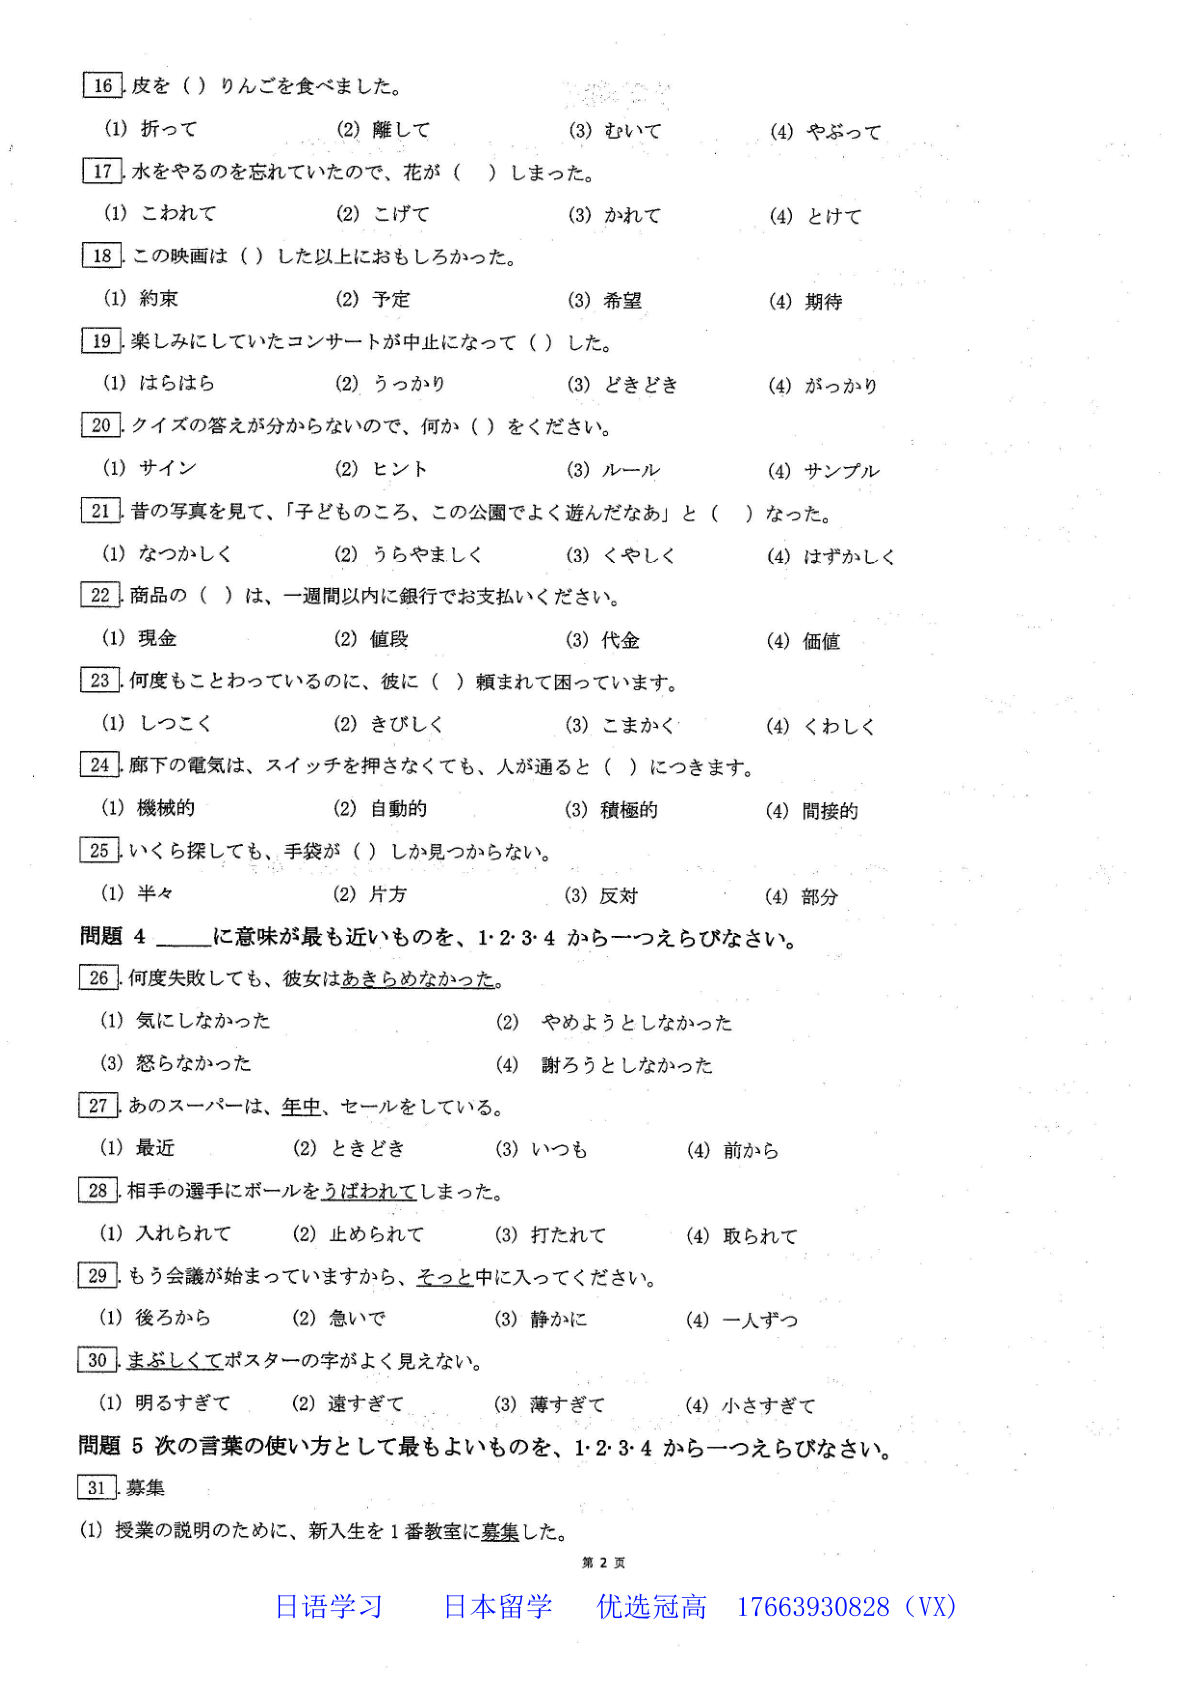 16.皮を（ ）りんごを食べました。
(1) 折って (2) 離して (3) むいて (4) やぶって
17.水をやるのを忘れていたので、花が（ ）しまった。
(1) こわれて (2) こげて (3) かれて (4) とけて
18.この映画は（ ）した以上におもしろかった。
(1) 約束 (2) 予定 (3) 希望 (4) 期待
19.楽しみにしていたコンサートが中止になって（ ）した。
(1) はらはら (2) うっかり (3) どきどき (4) がっかり
20.クイズの答えが分からないので、何か（ ）をください。
(1) サイン (2) ヒント (3) ルール (4) サンプル
21.昔の写真を見て、「子どものころ、この公園でよく遊んだなあ」と（ ）なった。
(1) なつかしく (2) うらやましく (3) くやしく (4) はずかしく
22.商品の（ ）は、一週間以内に銀行でお支払いください。
(1) 現金 (2) 値段 (3) 代金 (4) 価値
23.何度もことわっているのに、彼に（ ）頼まれて困っています。
(1) しつこく (2) きびしく (3) こまかく (4) くわしく
24.廊下の電気は、スイッチを押さなくても、人が通ると（ ）につきます。
(1) 機械的 (2) 自動的 (3) 積極的 (4) 間接的
25.いくら探しても、手袋が（ ）しか見つからない。
(1) 半々 (2) 片方 (3) 反対 (4) 部分
問題 4 _____に意味が最も近いものを、1·2·3·4 から一つえらびなさい。
26.何度失敗しても、彼女はあきらめなかった。
(1) 気にしなかった (2) やめようとしなかった
(3) 怒らなかった (4) 謝ろうとしなかった
27.あのスーパーは、年中、セールをしている。
(1) 最近 (2) ときどき (3) いつも (4) 前から
28.相手の選手にボールをうばわれてしまった。
(1) 入れられて (2) 止められて (3) 打たれて (4) 取られて
29.もう会議が始まっていますから、そっと中に入ってください。
(1) 後ろから (2) 急いで (3) 静かに (4) 一人ずつ
30.まぶしくてポスターの字がよく見えない。
(1) 明るすぎて (2) 遠すぎて (3) 薄すぎて (4) 小さすぎて
問題 5 次の言葉の使い方として最もよいものを、1·2·3·4 から一つえらびなさい。
31.募集
(1) 授業の説明のために、新入生を 1 番教室に募集した。
第 2 页
日语学习 日本留学 优选冠高 17663930828（VX）